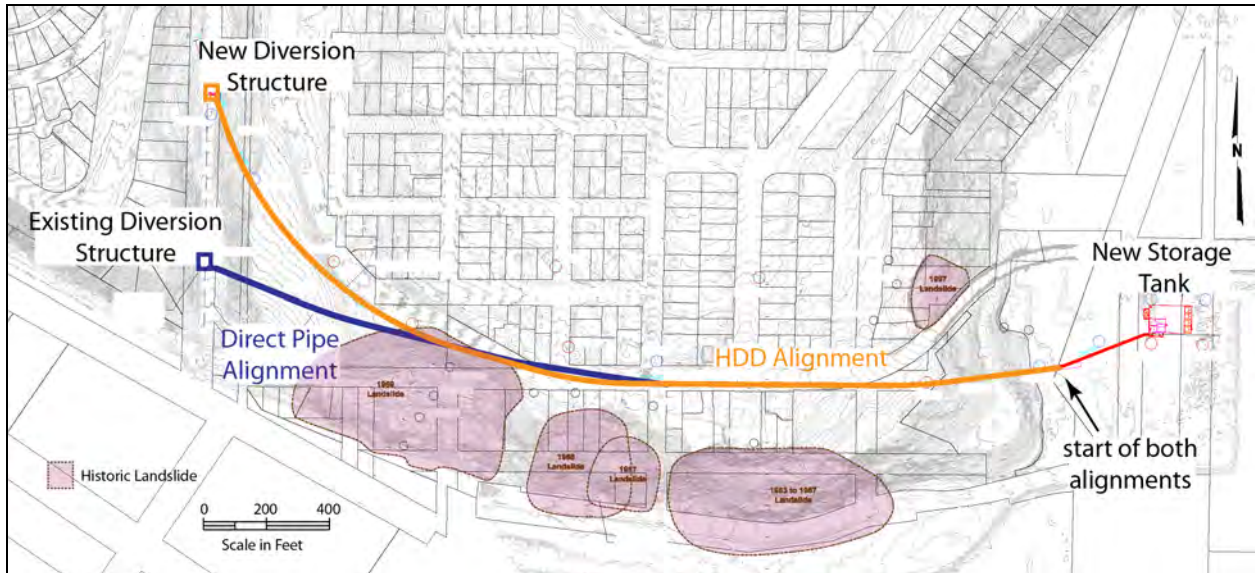 New Diversion
Structure
Existing Diversion
Structure
Direct Pipe
Alignment
HDD Alignment
New Storage
Tank
start of both
alignments
N
1997
Landslide
Landslide
Landslide
Landslide
Landslide
Historic Landslide
0 200 400
Scale in Feet